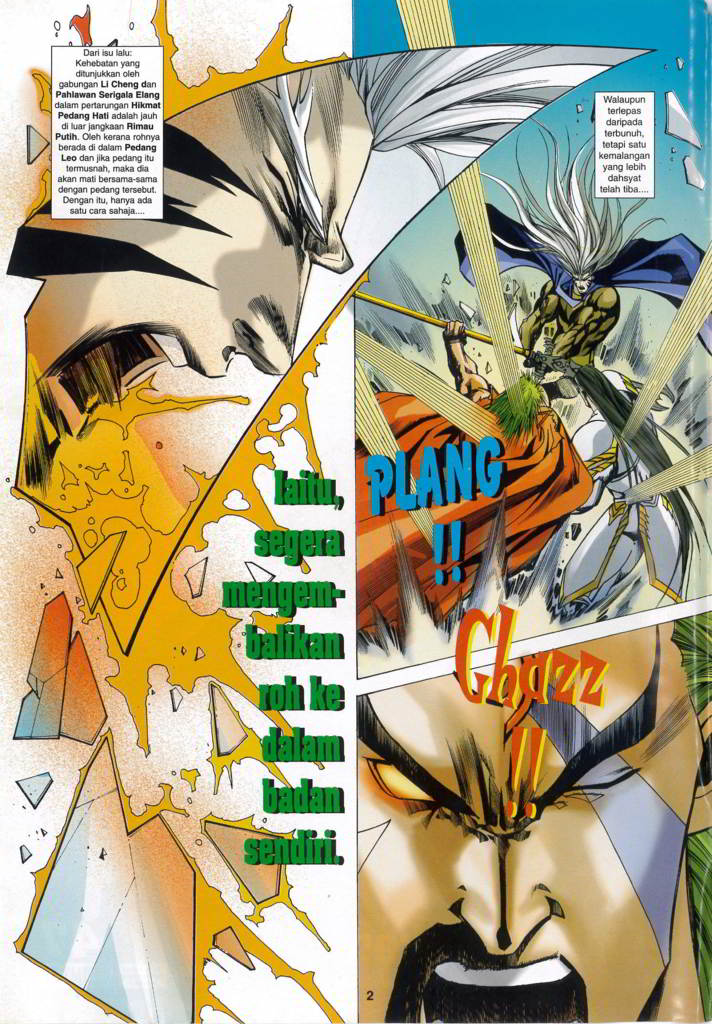 Dari isu lalu:
Kehebatan yang
ditunjukkan oleh
gabungan Li Cheng dan
Pahlawan Serigala Elang
dalam pertarungan Hikmat
Pedang Hati adalah jauh
di luar jangkaan Rimau
Putih. Oleh kerana rohnya
berada di dalam Pedang
Leo dan jika pedang itu
termusnah, maka dia
akan mati bersama-sama
dengan pedang tersebut.
Dengan itu, hanya ada
satu cara sahaja....
Iaitu,
segera
mengem-
balikan
roh ke
dalam
badan
sendiri.
Walaupun
terlepas
daripada
terbunuh,
tetapi satu
kemalangan
yang lebih
dahsyat
telah tiba....
PLANG
!!
Chazz
!!
2